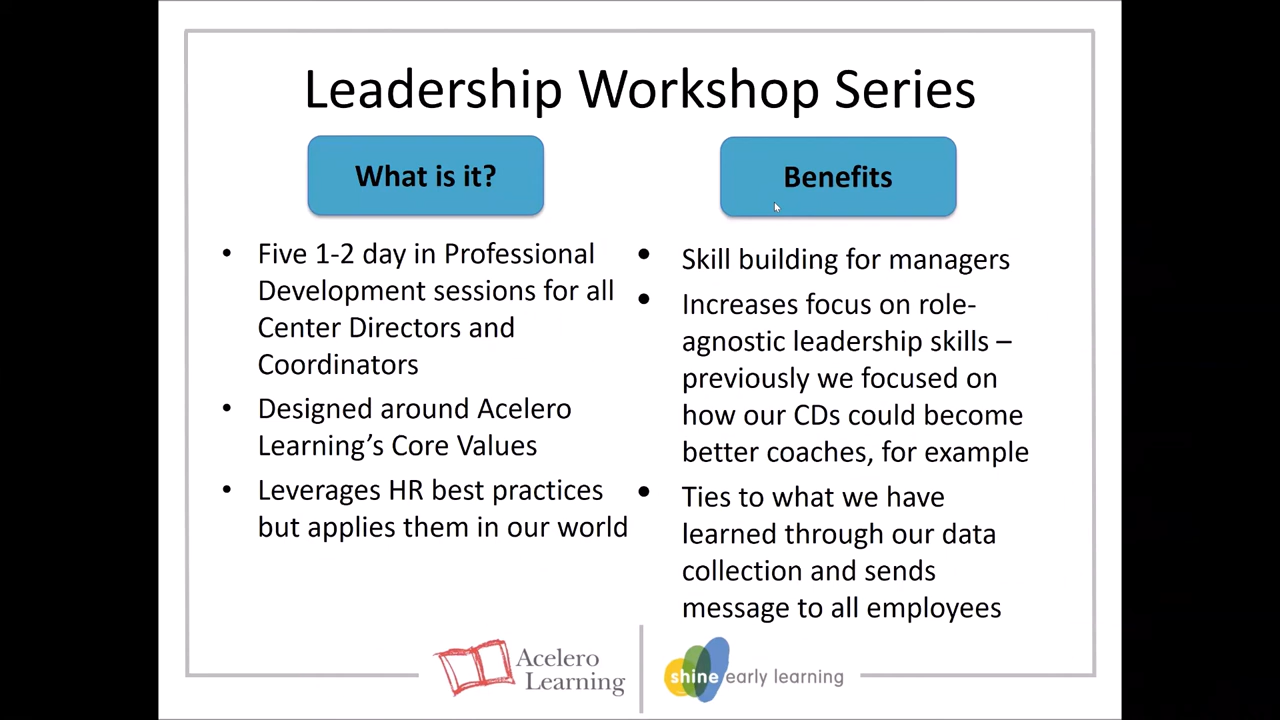 Leadership Workshop Series
What is it?
• Five 1-2 day in Professional
Development sessions for all
Center Directors and
Coordinators
• Designed around Acelero
Learning’s Core Values
• Leverages HR best practices
but applies them in our world
Benefits
• Skill building for managers
• Increases focus on role-
agnostic leadership skills –
previously we focused on
how our CDs could become
better coaches, for example
• Ties to what we have
learned through our data
collection and sends
message to all employees
Acelero
Learning
shine early learning